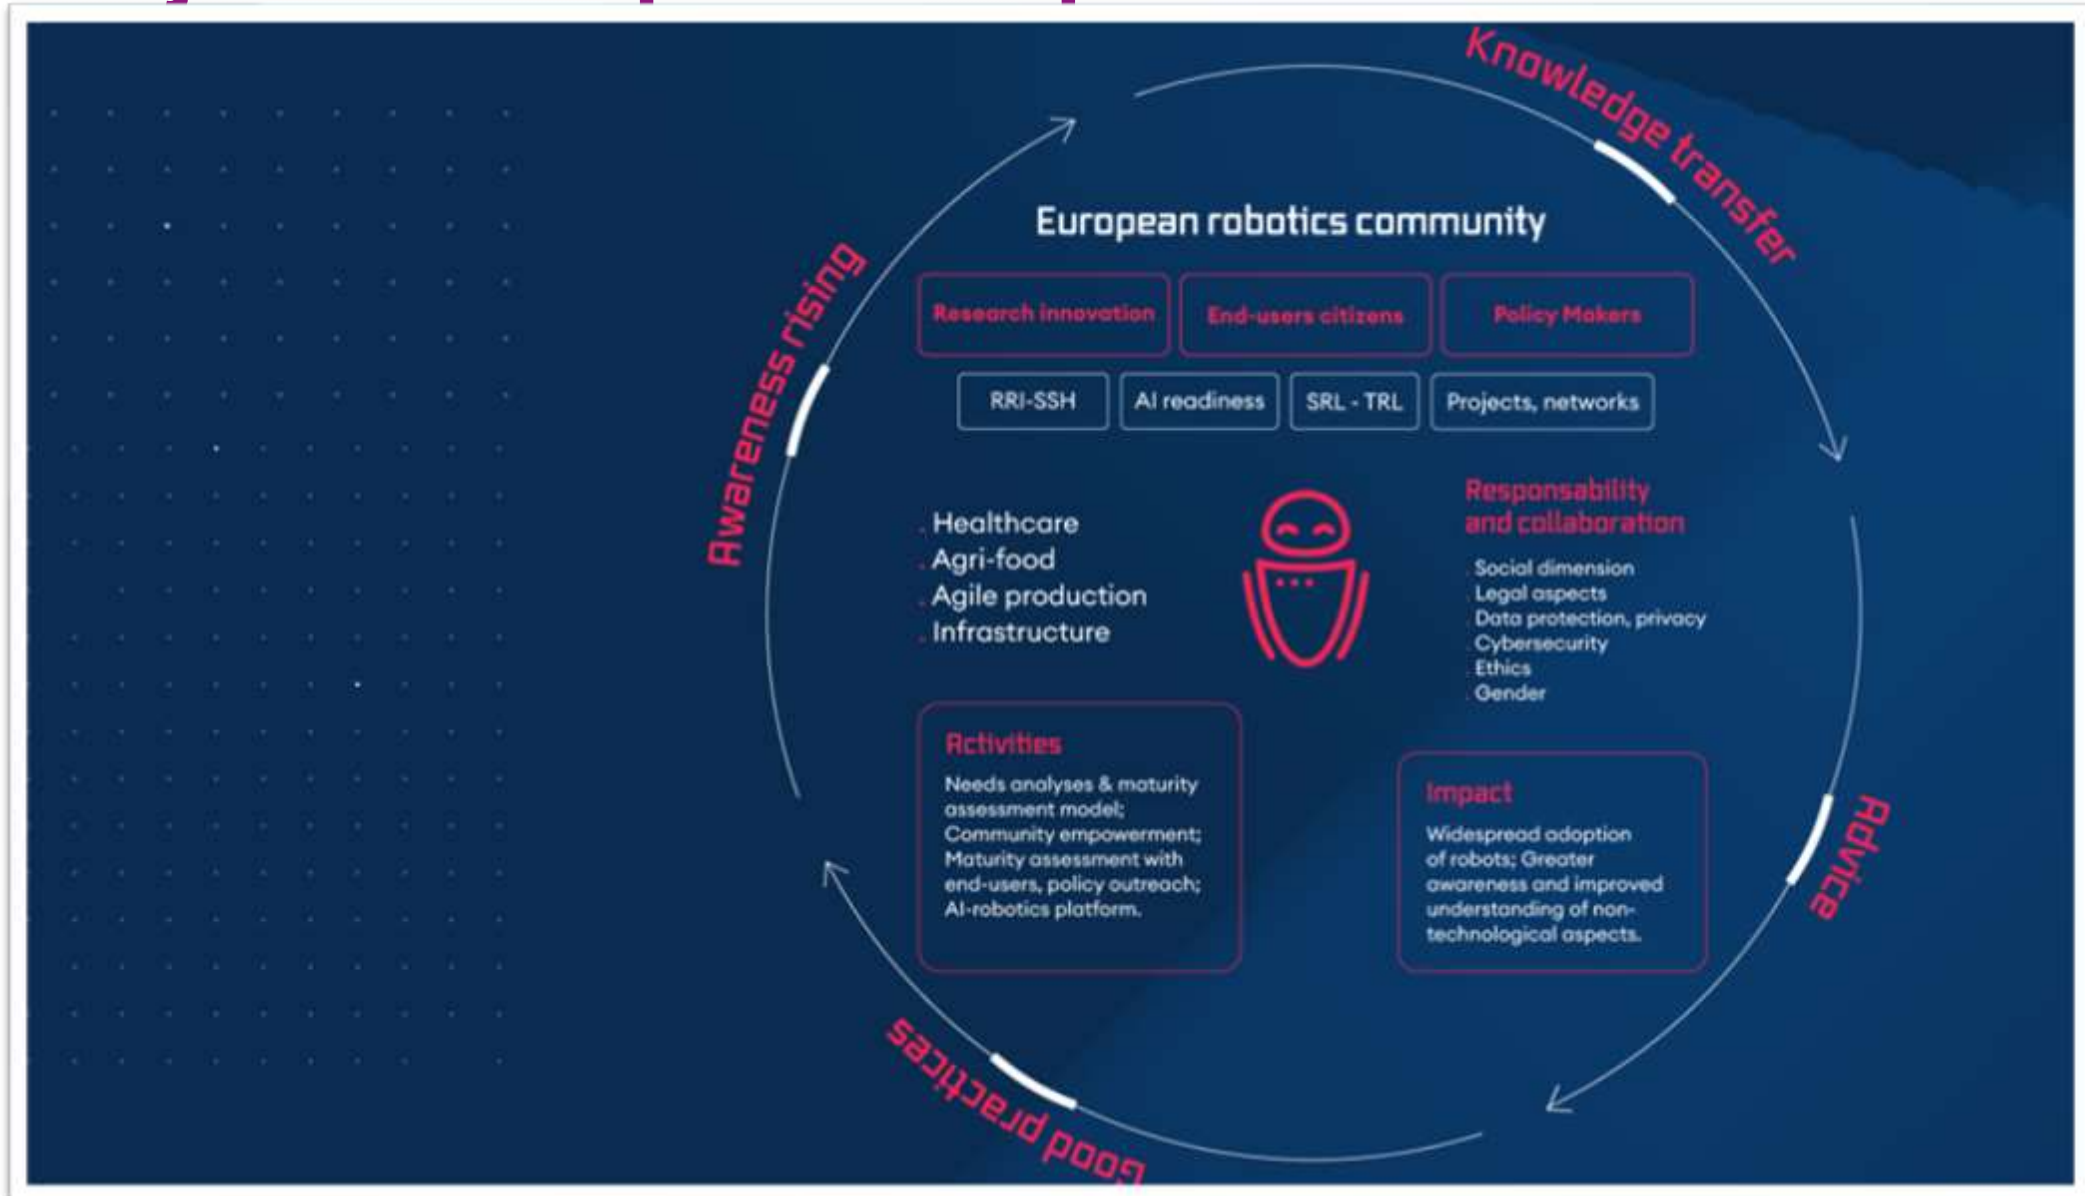 Knowledge transfer
European robotics community
Research innovation
End-users citizens
Policy Makers
RRI-SSH
AI readiness
SRL - TRL
Projects, networks
Awareness rising
. Healthcare
. Agri-food
. Agile production
. Infrastructure
Responsability
and collaboration
. Social dimension
. Legal aspects
. Data protection, privacy
. Cybersecurity
. Ethics
. Gender
Activities
Needs analyses & maturity
assessment model;
Community empowerment;
Maturity assessment with
end-users, policy outreach;
AI-robotics platform.
Impact
Widespread adoption
of robots; Greater
awareness and improved
understanding of non-
technological aspects.
Advice
Good practices